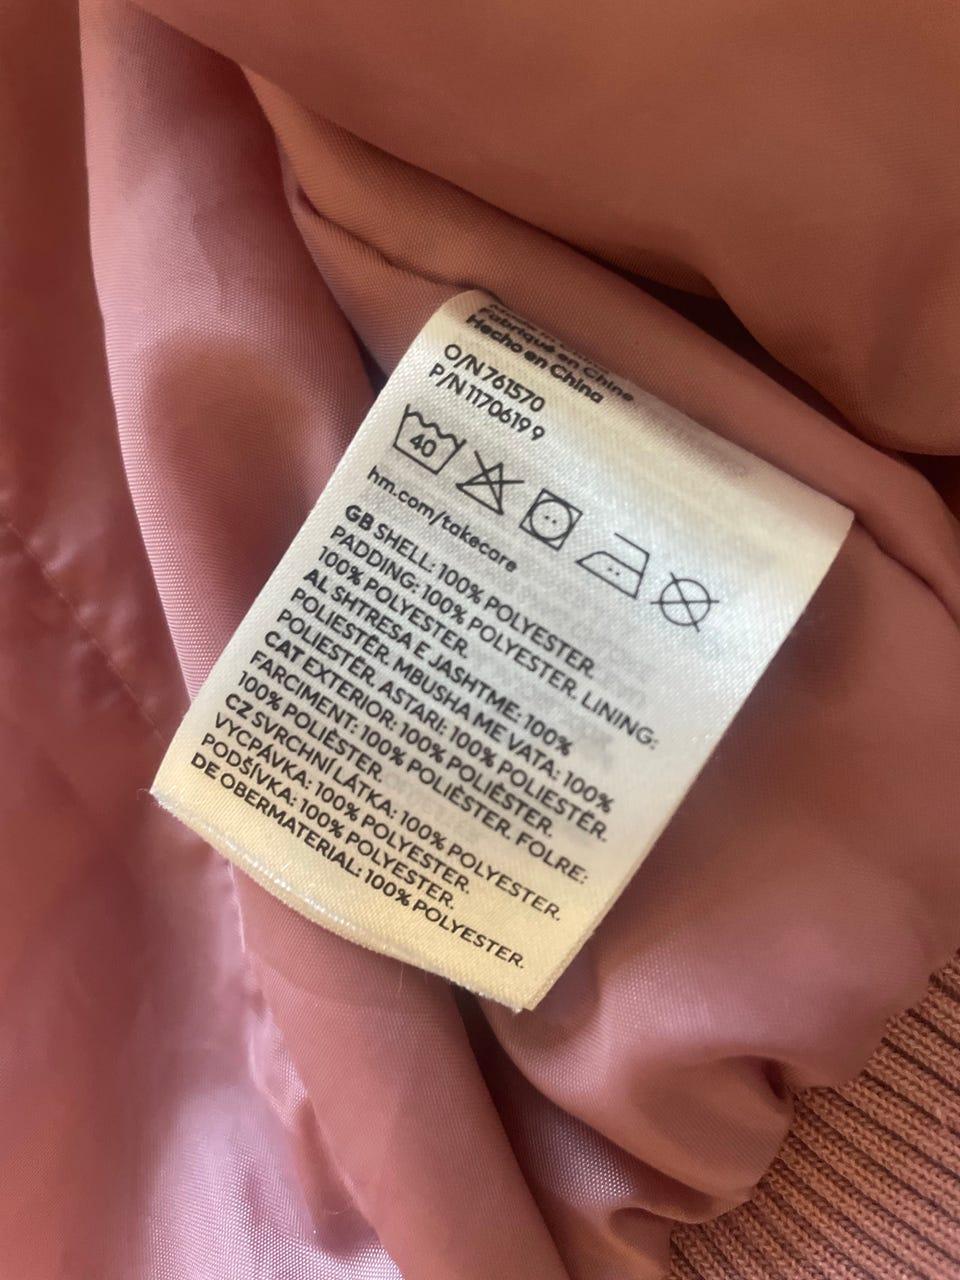 Fabriqué en Chine
Hecho en China
O/N 761570
P/N 1170619 9
40
hm.com/takecare
GB SHELL: 100% POLYESTER.
PADDING: 100% POLYESTER. LINING:
100% POLYESTER.
AL SHTRESA E JASHTME: 100%
POLIESTËR. MBUSHA ME VATA: 100%
POLIESTËR. ASTARI: 100% POLIESTËR.
CAT EXTERIOR: 100% POLIÈSTER.
FARCIMENT: 100% POLIÈSTER. FOLRE:
100% POLIÈSTER.
CZ SVRCHNÍ LÁTKA: 100% POLYESTER.
VYCPÁVKA: 100% POLYESTER.
PODŠÍVKA: 100% POLYESTER.
DE OBERMATERIAL: 100% POLYESTER.